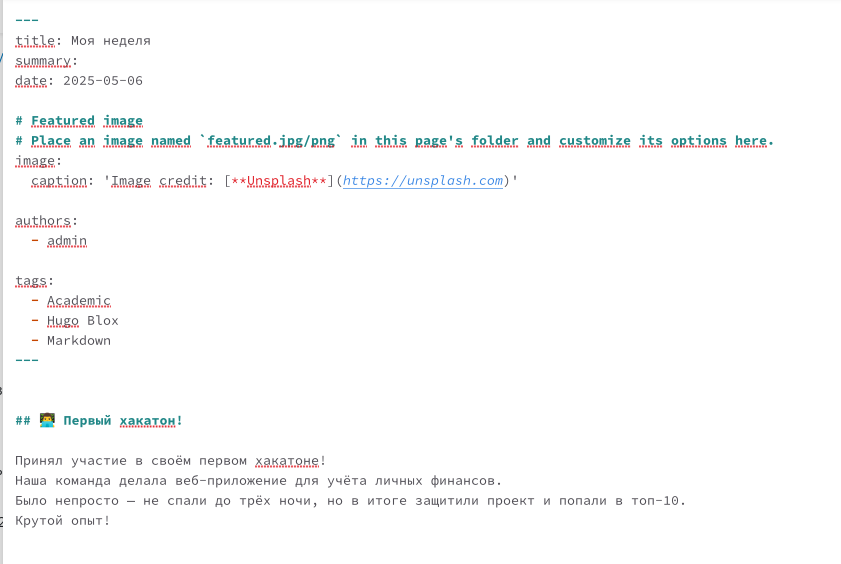 ---
title: Моя неделя
summary:
date: 2025-05-06
# Featured image
# Place an image named `featured.jpg/png` in this page's folder and customize its options here.
image:
  caption: 'Image credit: [**Unsplash**](https://unsplash.com)'
authors:
  - admin
tags:
  - Academic
  - Hugo Blox
  - Markdown
---
## 👨‍💻 Первый хакатон!
Принял участие в своём первом хакатоне!
Наша команда делала веб-приложение для учёта личных финансов.
Было непросто — не спали до трёх ночи, но в итоге защитили проект и попали в топ-10.
Крутой опыт!